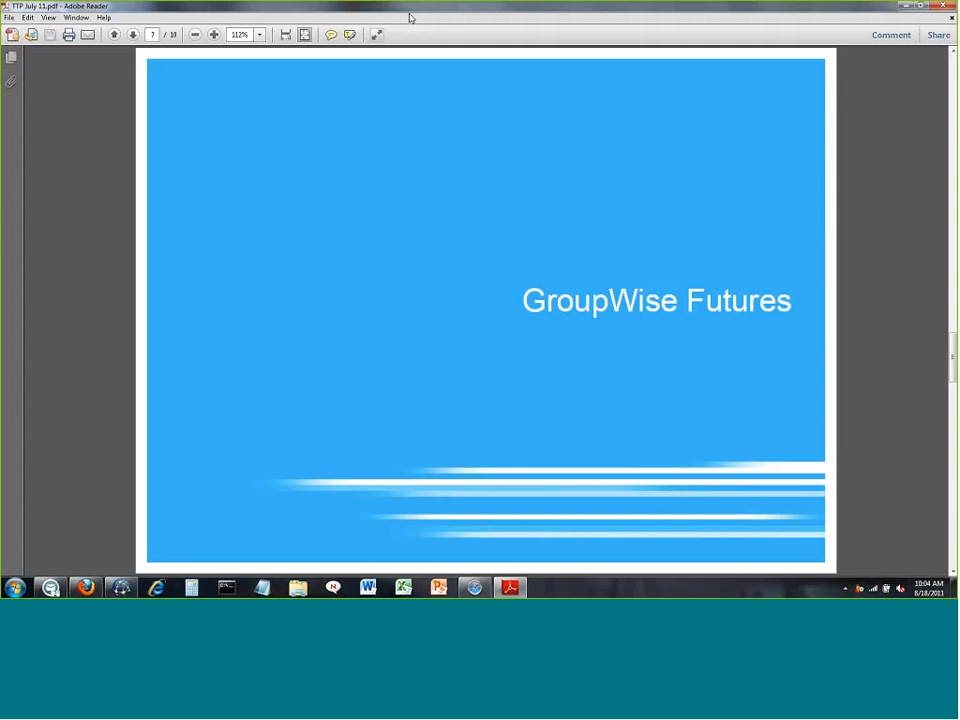 TTP July 11.pdf - Adobe Reader
File Edit View Window Help
7 / 18 112% Comment Share
GroupWise Futures
10:04 AM
8/18/2011